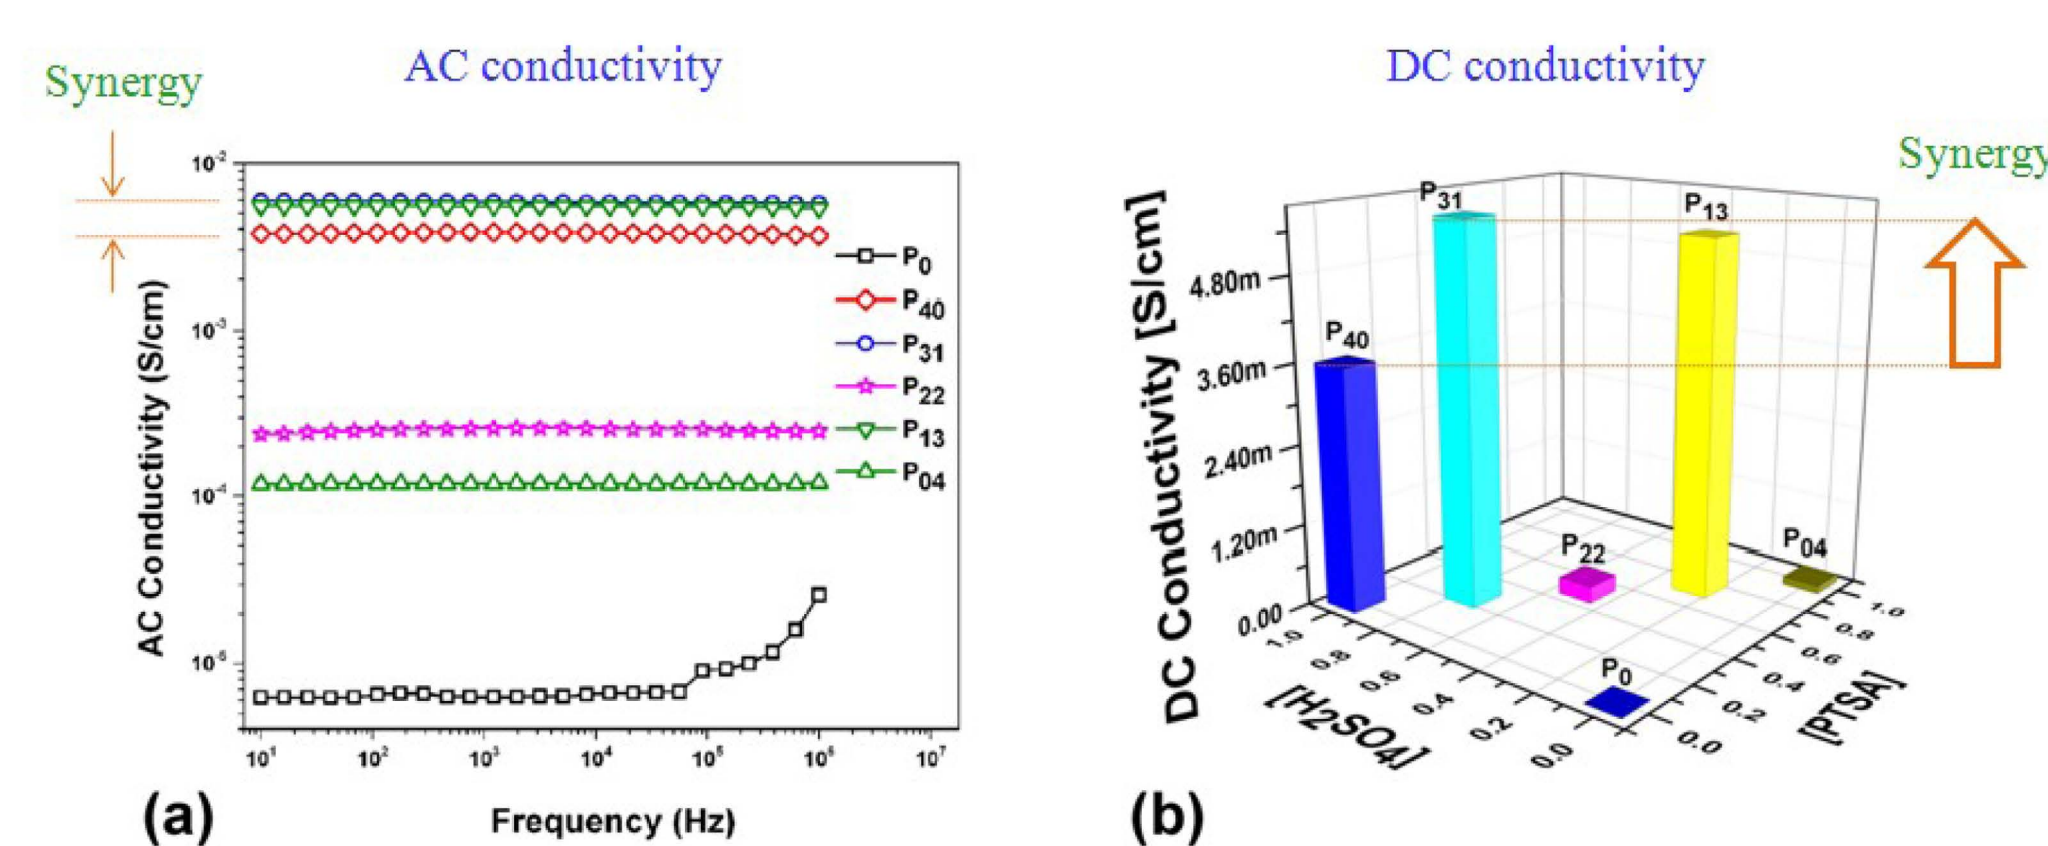 Synergy
AC conductivity
10⁻²
10⁻³
10⁻⁴
10⁻⁵
AC Conductivity (S/cm)
P₀
P₄₀
P₃₁
P₂₂
P₁₃
P₀₄
10¹ 10² 10³ 10⁴ 10⁵ 10⁶ 10⁷
Frequency (Hz)
(a)
DC conductivity
Synergy
DC Conductivity [S/cm]
4.80m
3.60m
2.40m
1.20m
0.00
P₄₀
P₃₁
P₂₂
P₁₃
P₀₄
P₀
1.0 0.8 0.6 0.4 0.2 0.0
[H₂SO₄]
0.0 0.2 0.4 0.6 0.8 1.0
[PTSA]
(b)